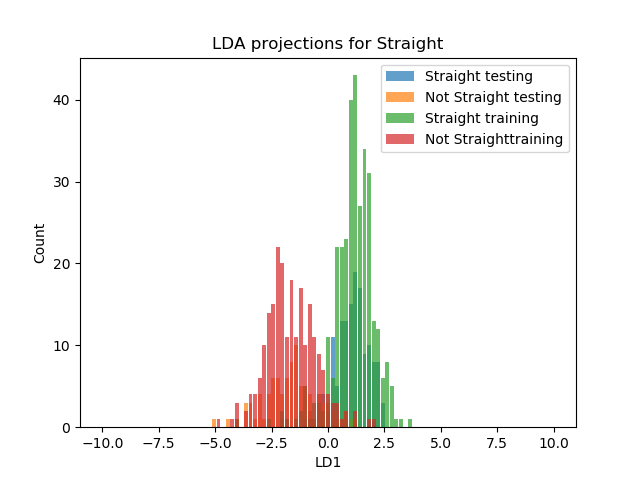 LDA projections for Straight
Straight testing
Not Straight testing
Straight training
Not Straighttraining
Count
40
30
20
10
0
−10.0 −7.5 −5.0 −2.5 0.0 2.5 5.0 7.5 10.0
LD1